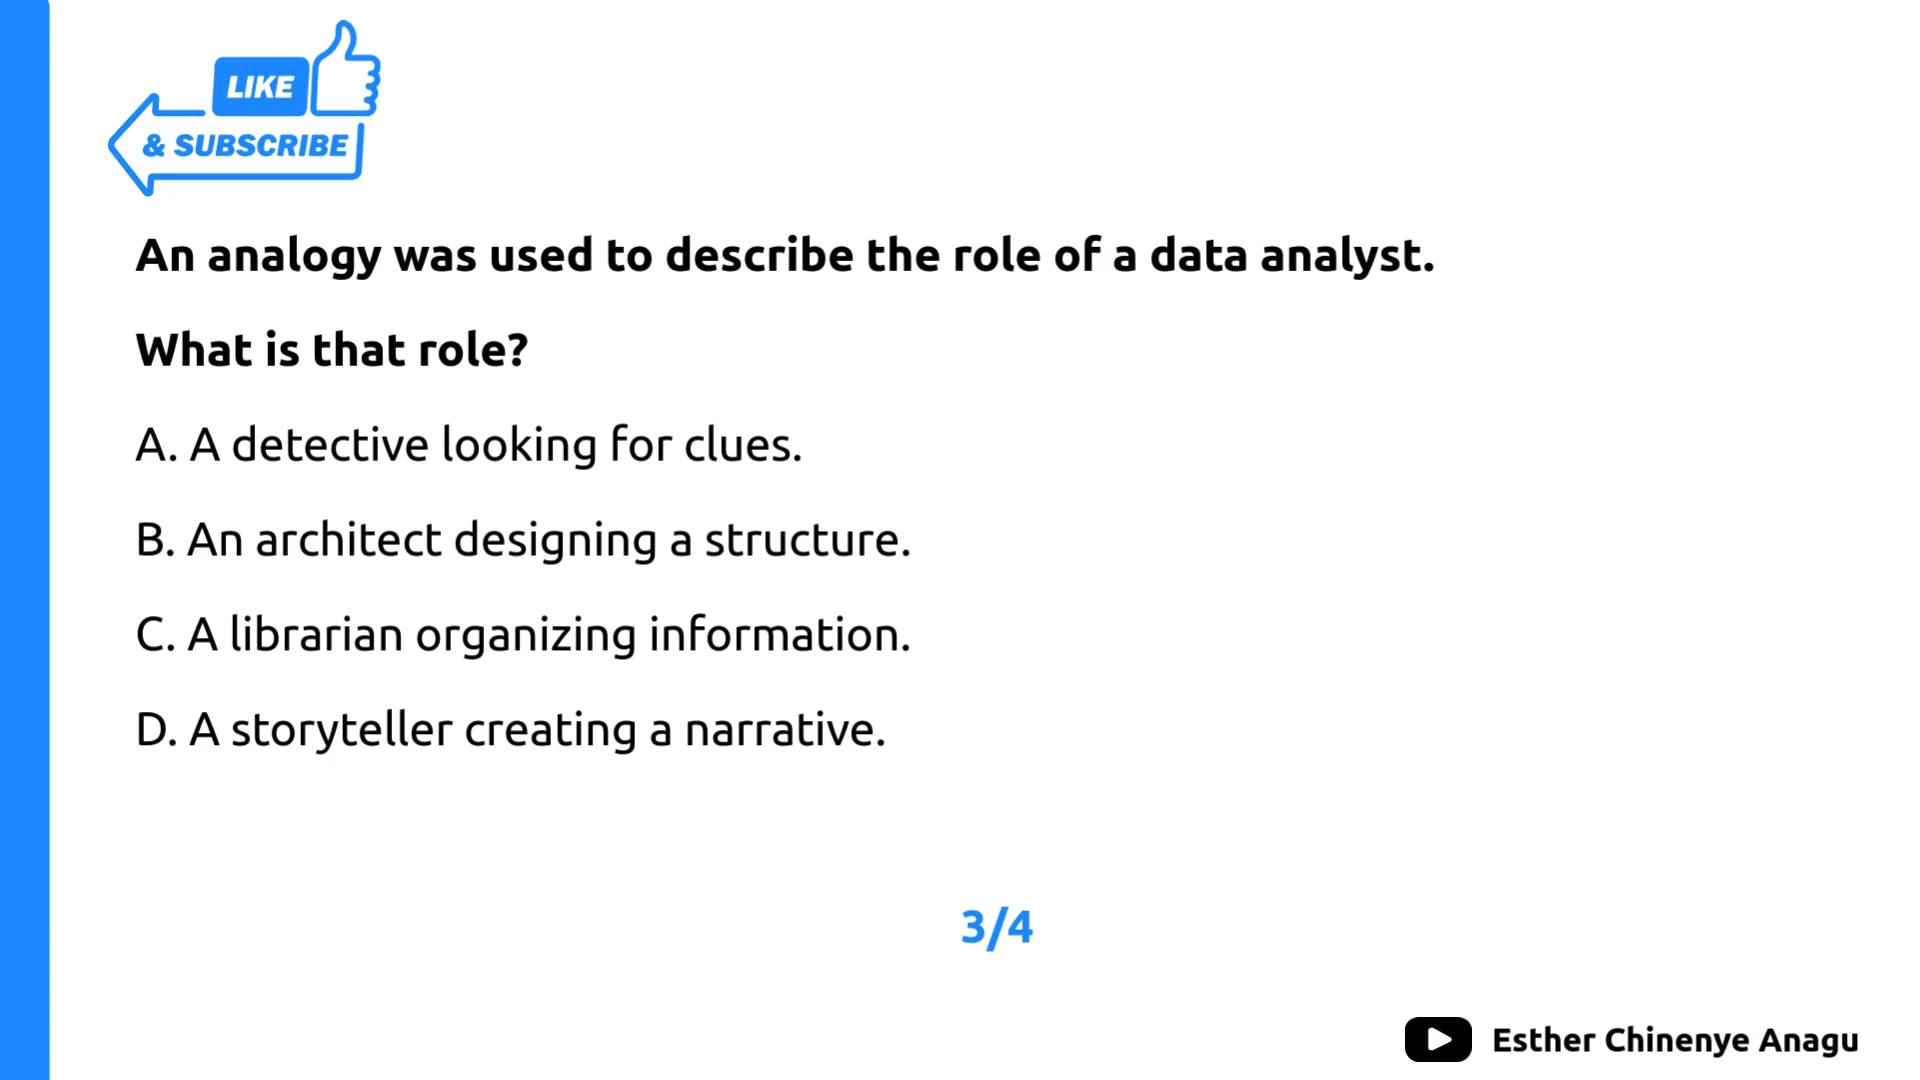 LIKE
& SUBSCRIBE
An analogy was used to describe the role of a data analyst.
What is that role?
A. A detective looking for clues.
B. An architect designing a structure.
C. A librarian organizing information.
D. A storyteller creating a narrative.
3/4
Esther Chinenye Anagu